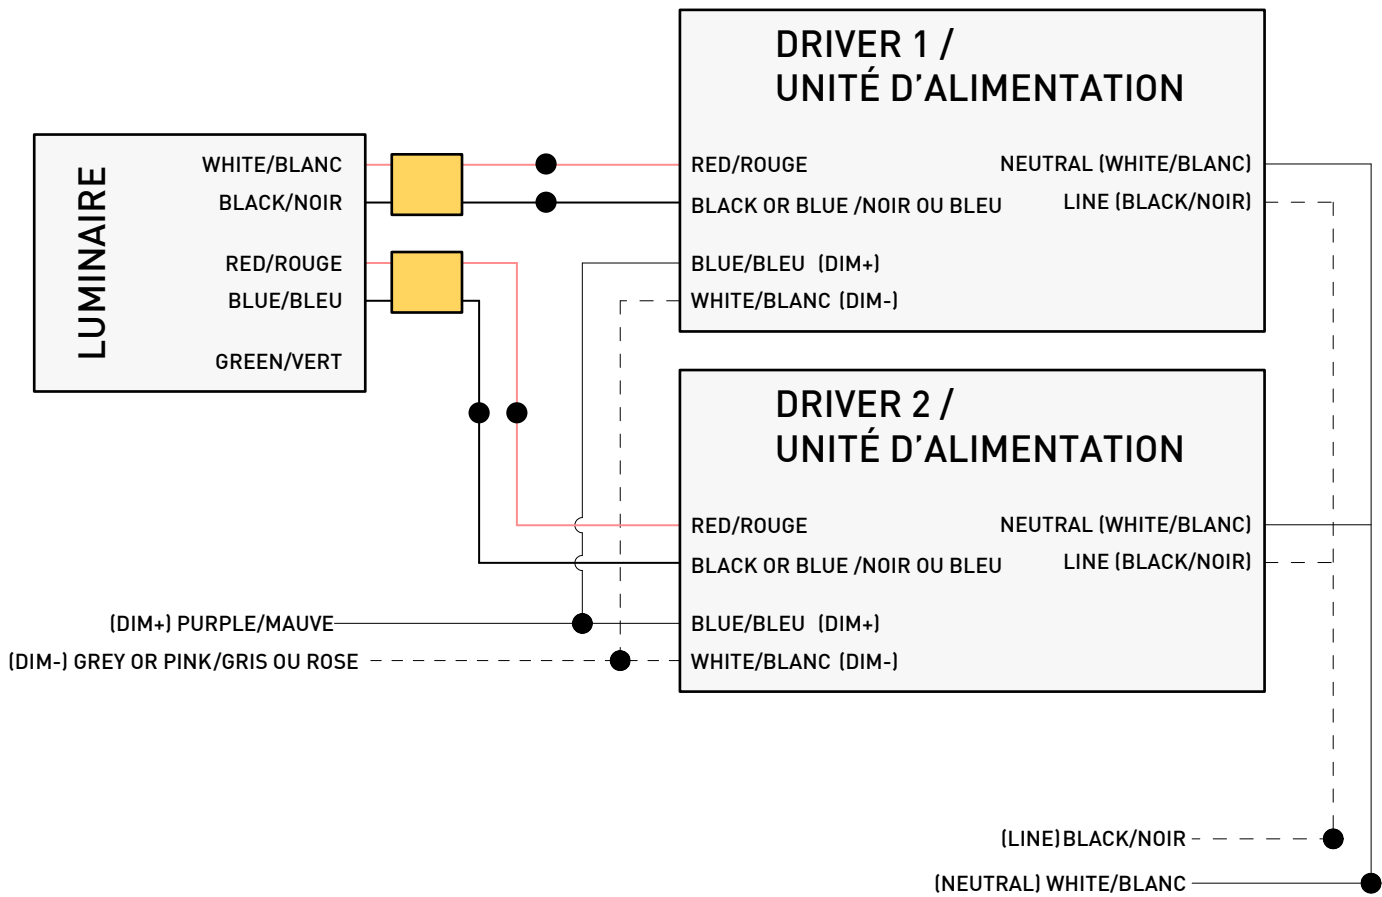 DRIVER 1 /
UNITÉ D'ALIMENTATION
LUMINAIRE
WHITE/BLANC
BLACK/NOIR
RED/ROUGE
BLUE/BLEU
GREEN/VERT
RED/ROUGE
BLACK OR BLUE /NOIR OU BLEU
BLUE/BLEU (DIM+)
WHITE/BLANC (DIM-)
NEUTRAL (WHITE/BLANC)
LINE (BLACK/NOIR)
DRIVER 2 /
UNITÉ D'ALIMENTATION
RED/ROUGE
BLACK OR BLUE /NOIR OU BLEU
BLUE/BLEU (DIM+)
WHITE/BLANC (DIM-)
NEUTRAL (WHITE/BLANC)
LINE (BLACK/NOIR)
(DIM+) PURPLE/MAUVE
(DIM-) GREY OR PINK/GRIS OU ROSE
(LINE)BLACK/NOIR
(NEUTRAL) WHITE/BLANC